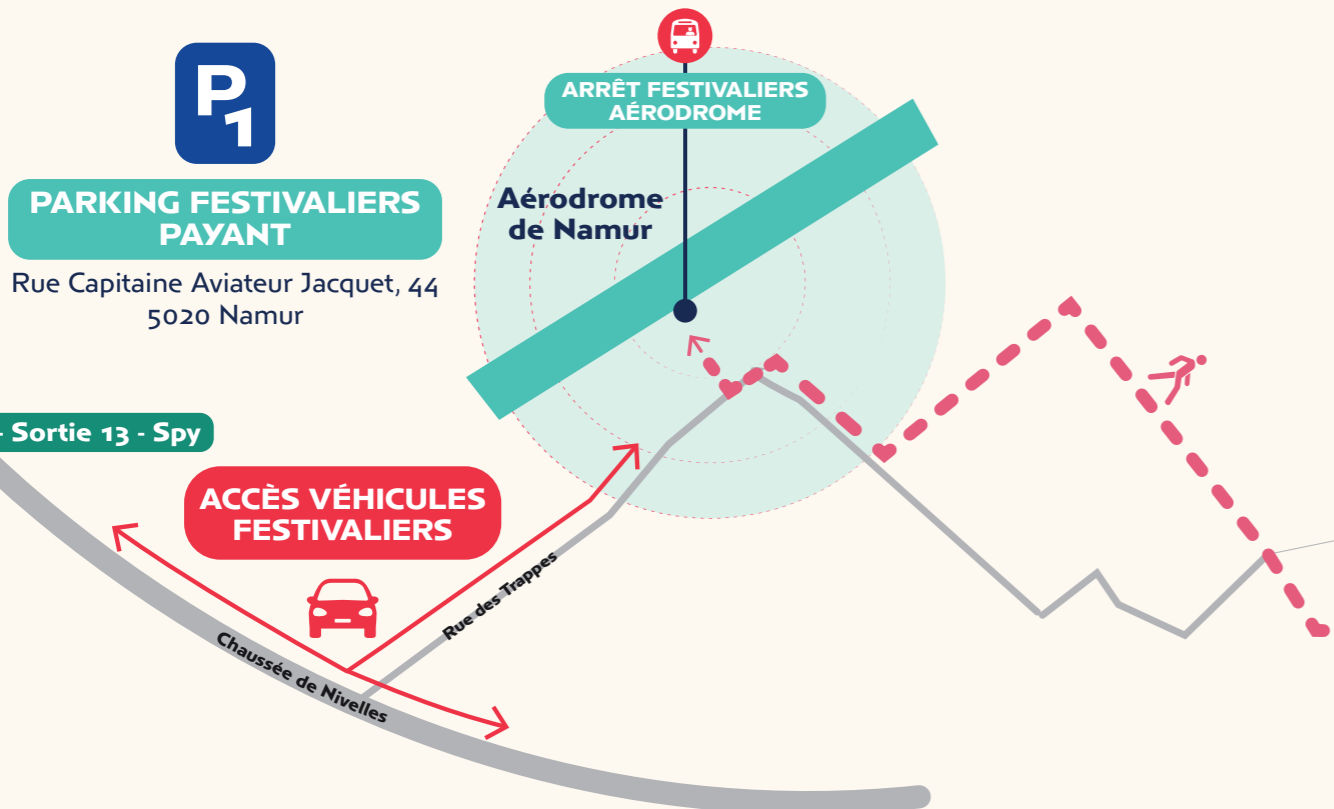 P1
PARKING FESTIVALIERS
PAYANT
Rue Capitaine Aviateur Jacquet, 44
5020 Namur
ARRÊT FESTIVALIERS
AÉRODROME
Aérodrome
de Namur
- Sortie 13 - Spy
ACCÈS VÉHICULES
FESTIVALIERS
Rue des Trappes
Chaussée de Nivelles